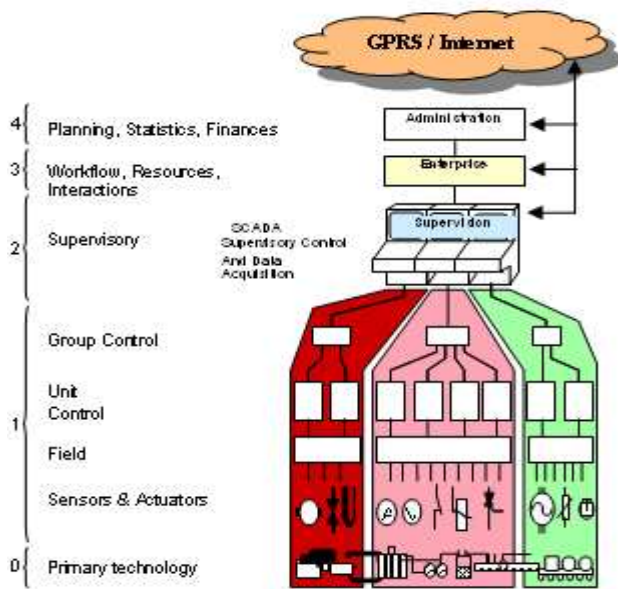 GPRS / Internet
4
Planning, Statistics, Finances
Administration
3
Workflow, Resources,
Interactions
Enterprise
2
Supervisory
SCADA
Supervisory Control
And Data
Acquisition
Supervision
1
Group Control
Unit
Control
Field
Sensors & Actuators
0
Primary technology